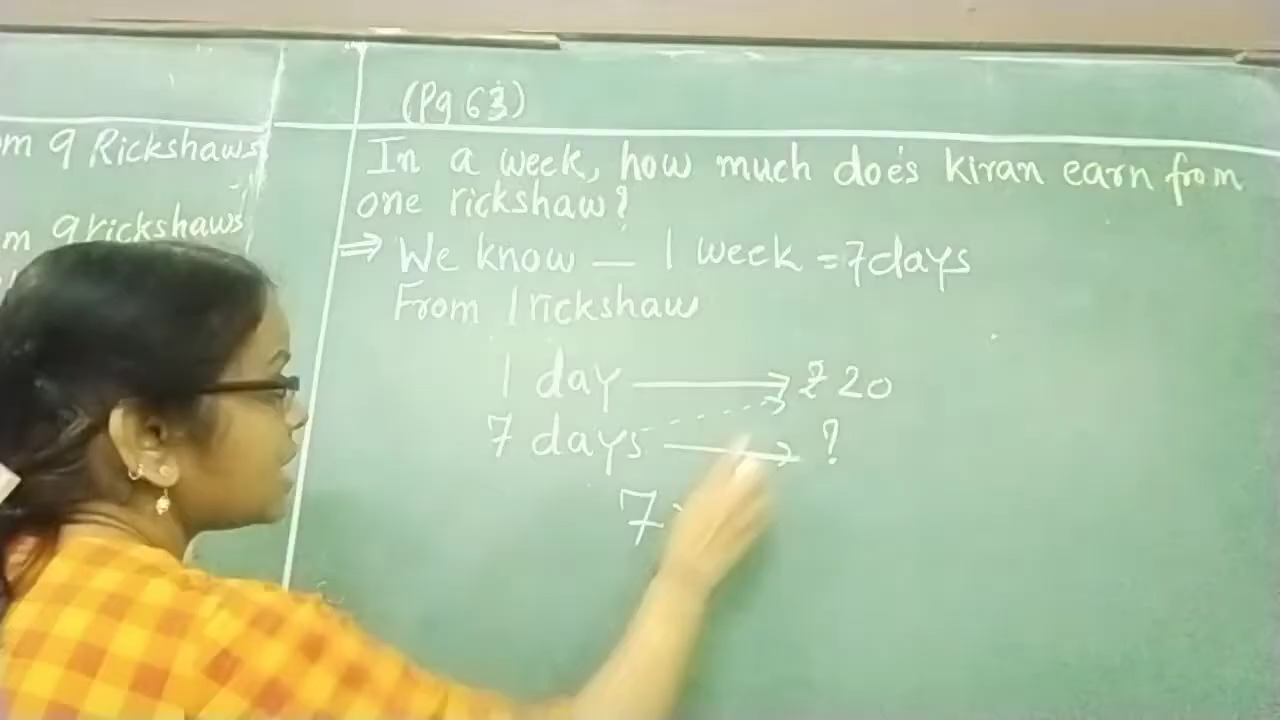 (Pg 63)
m 9 Rickshaws
m 9 rickshaws
In a week, how much does kiran earn from
one rickshaw?
⇒ We know — 1 week = 7 days
From 1 rickshaw
1 day → ₹ 20
7 days → ?
7